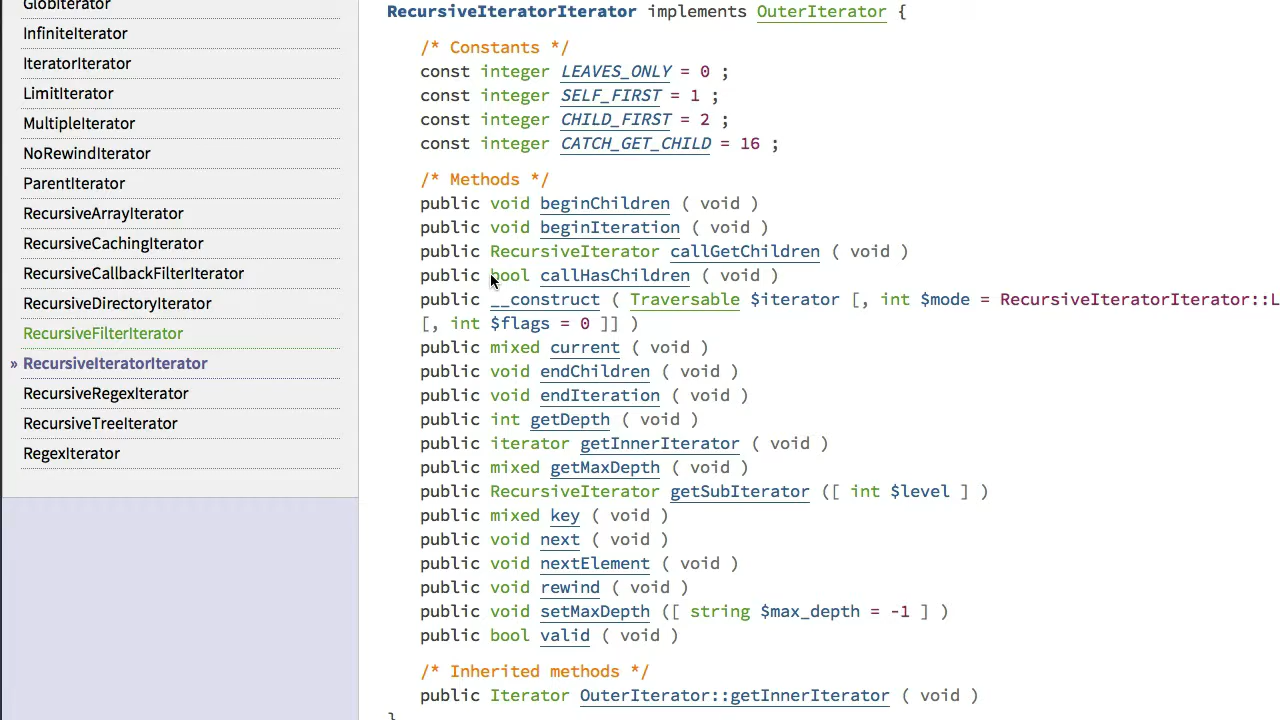 GlobIterator
InfiniteIterator
IteratorIterator
LimitIterator
MultipleIterator
NoRewindIterator
ParentIterator
RecursiveArrayIterator
RecursiveCachingIterator
RecursiveCallbackFilterIterator
RecursiveDirectoryIterator
RecursiveFilterIterator
» RecursiveIteratorIterator
RecursiveRegexIterator
RecursiveTreeIterator
RegexIterator
RecursiveIteratorIterator implements OuterIterator {
/* Constants */
const integer LEAVES_ONLY = 0 ;
const integer SELF_FIRST = 1 ;
const integer CHILD_FIRST = 2 ;
const integer CATCH_GET_CHILD = 16 ;
/* Methods */
public void beginChildren ( void )
public void beginIteration ( void )
public RecursiveIterator callGetChildren ( void )
public bool callHasChildren ( void )
public __construct ( Traversable $iterator [, int $mode = RecursiveIteratorIterator::L
[, int $flags = 0 ]] )
public mixed current ( void )
public void endChildren ( void )
public void endIteration ( void )
public int getDepth ( void )
public iterator getInnerIterator ( void )
public mixed getMaxDepth ( void )
public RecursiveIterator getSubIterator ([ int $level ] )
public mixed key ( void )
public void next ( void )
public void nextElement ( void )
public void rewind ( void )
public void setMaxDepth ([ string $max_depth = -1 ] )
public bool valid ( void )
/* Inherited methods */
public Iterator OuterIterator::getInnerIterator ( void )
}